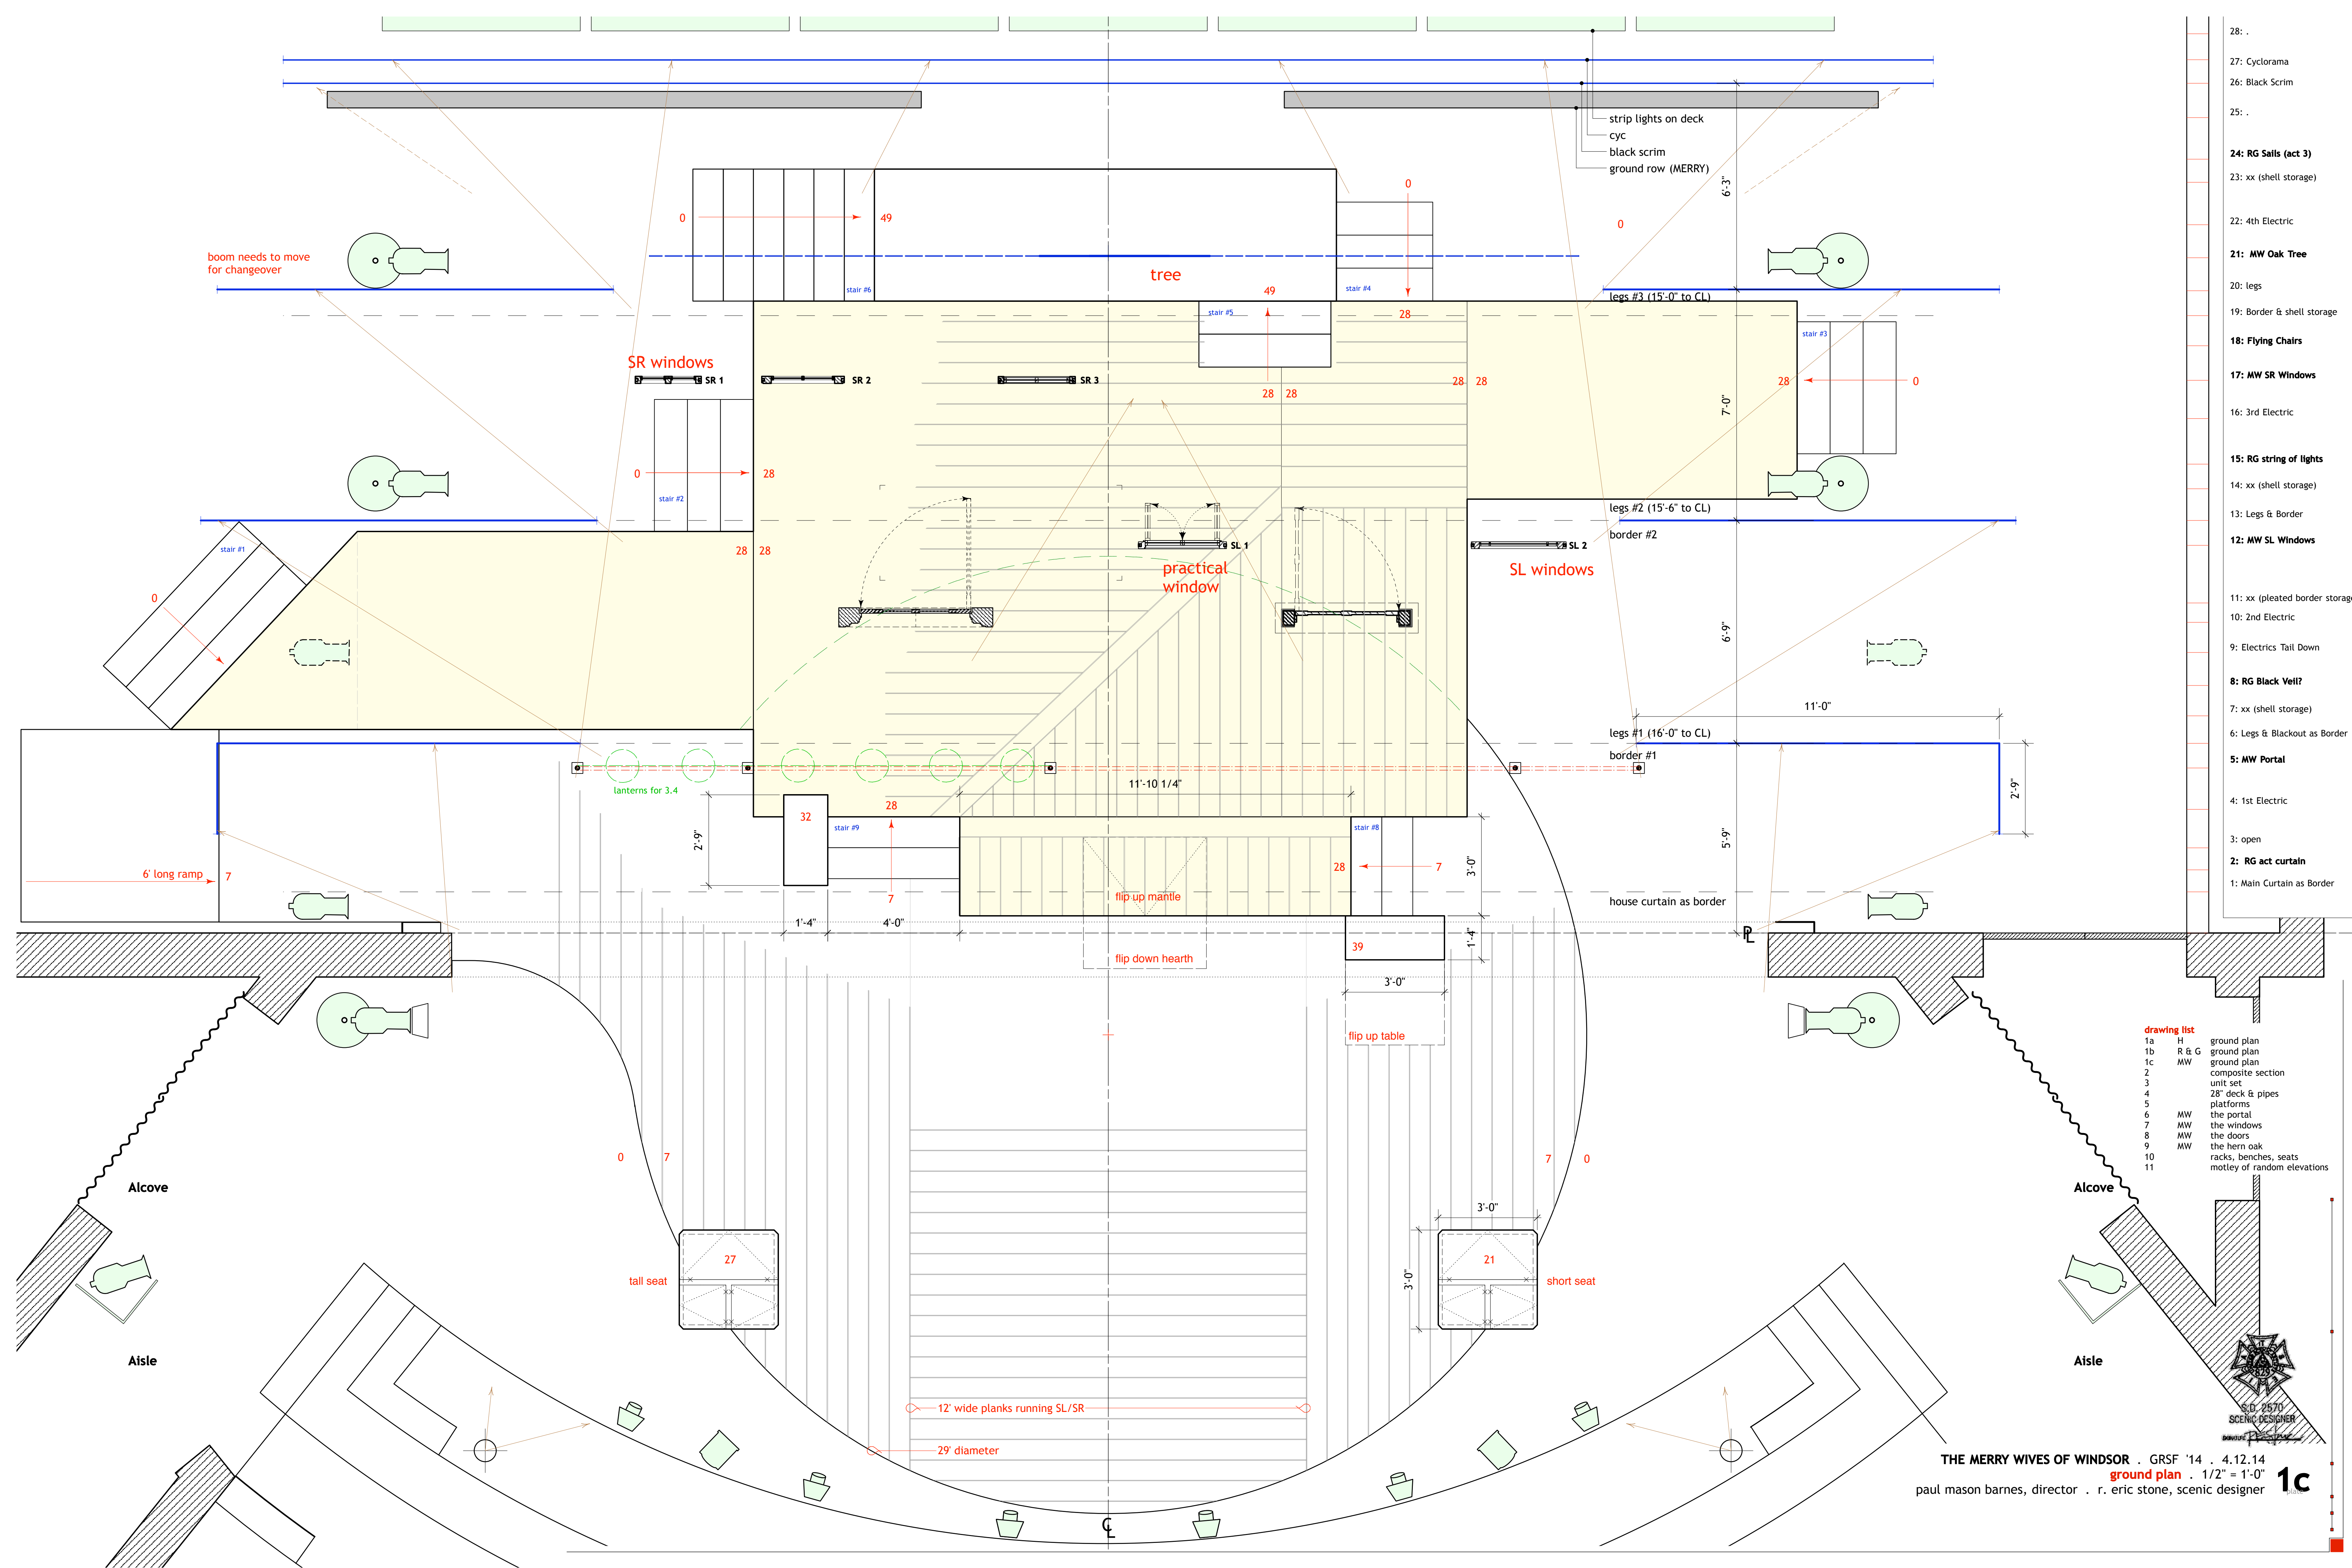 28: .
27: Cyclorama
26: Black Scrim
25: .
24: RG Sails (act 3)
23: xx (shell storage)
22: 4th Electric
21: MW Oak Tree
20: legs
19: Border & shell storage
18: Flying Chairs
17: MW SR Windows
16: 3rd Electric
15: RG string of lights
14: xx (shell storage)
13: Legs & Border
12: MW SL Windows
11: xx (pleated border storage
10: 2nd Electric
9: Electrics Tail Down
8: RG Black Veil?
7: xx (shell storage)
6: Legs & Blackout as Border
5: MW Portal
4: 1st Electric
3: open
2: RG act curtain
1: Main Curtain as Border
strip lights on deck
cyc
black scrim
ground row (MERRY)
6'-3"
0
49
0
0
boom needs to move
for changeover
tree
stair #6
stair #4
49
legs #3 (15'-0" to CL)
stair #5
28
stair #3
SR windows
SR 1
SR 2
SR 3
28
28
28
28
28
0
7'-0"
0
28
stair #2
legs #2 (15'-6" to CL)
border #2
stair #1
28
28
SL 1
SL 2
practical
window
SL windows
0
6'-9"
11'-0"
legs #1 (16'-0" to CL)
border #1
lanterns for 3.4
11'-10 1/4"
2'-9"
32
28
stair #9
stair #8
2'-9"
5'-9"
3'-0"
28
7
6' long ramp
7
7
flip up mantle
house curtain as border
1'-4"
4'-0"
1'-4"
39
PL
flip down hearth
3'-0"
flip up table
drawing list
1a H ground plan
1b R & G ground plan
1c MW ground plan
2 composite section
3 unit set
4 28" deck & pipes
5 platforms
6 MW the portal
7 MW the windows
8 MW the doors
9 MW the hern oak
10 racks, benches, seats
11 motley of random elevations
0
7
7
0
Alcove
Alcove
3'-0"
27
21
tall seat
short seat
3'-0"
Aisle
Aisle
12' wide planks running SL/SR
29' diameter
829
S.D. 2570
SCENIC DESIGNER
THE MERRY WIVES OF WINDSOR . GRSF '14 . 4.12.14
ground plan . 1/2" = 1'-0"
paul mason barnes, director . r. eric stone, scenic designer
1c
plate
CL